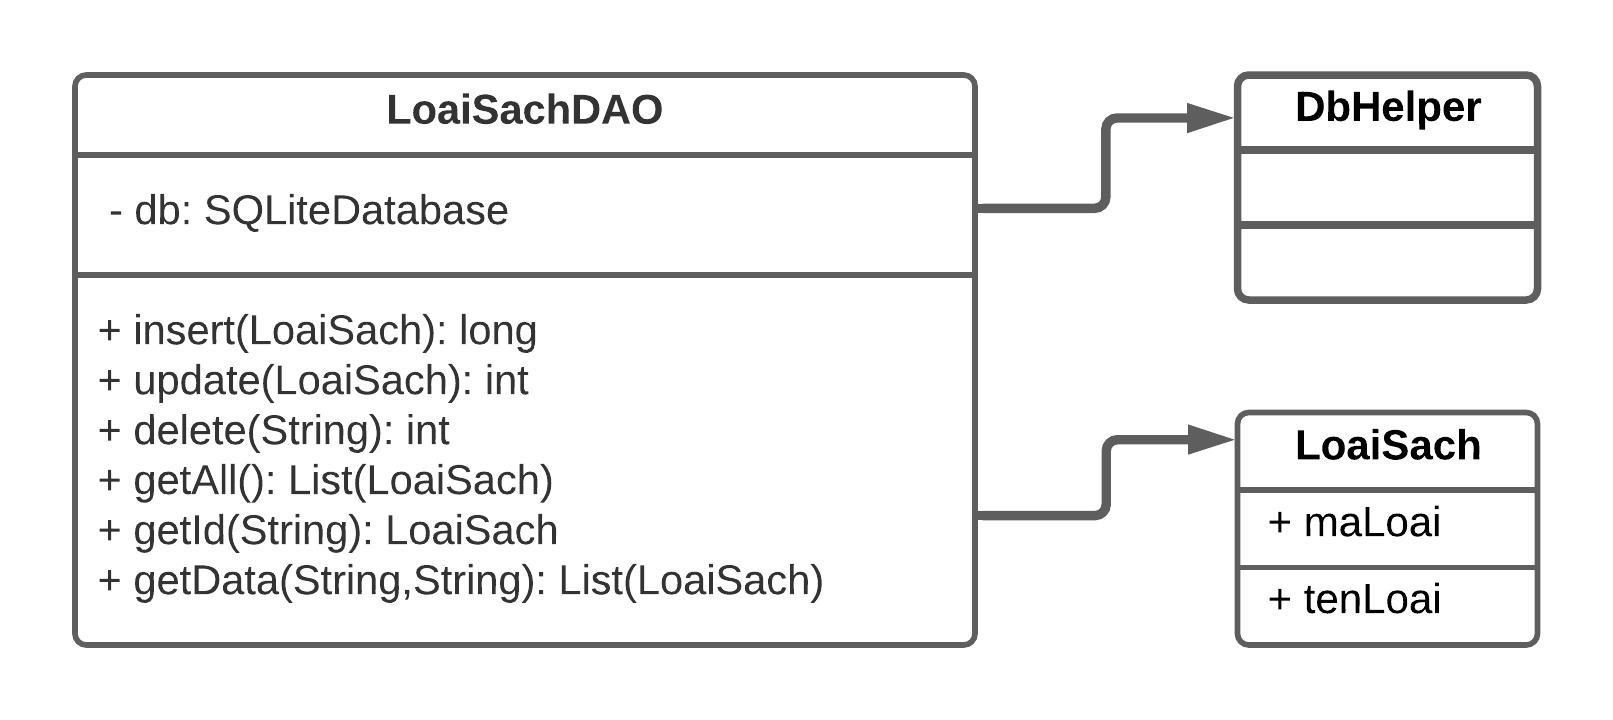 LoaiSachDAO
- db: SQLiteDatabase
+ insert(LoaiSach): long
+ update(LoaiSach): int
+ delete(String): int
+ getAll(): List(LoaiSach)
+ getId(String): LoaiSach
+ getData(String,String): List(LoaiSach)
DbHelper
LoaiSach
+ maLoai
+ tenLoai